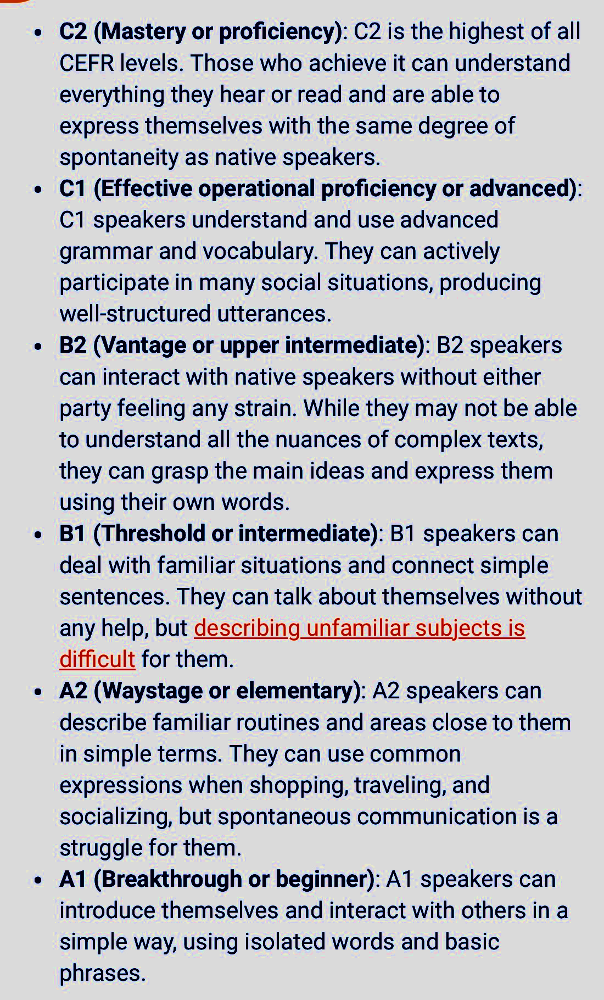 • C2 (Mastery or proficiency): C2 is the highest of all
CEFR levels. Those who achieve it can understand
everything they hear or read and are able to
express themselves with the same degree of
spontaneity as native speakers.
• C1 (Effective operational proficiency or advanced):
C1 speakers understand and use advanced
grammar and vocabulary. They can actively
participate in many social situations, producing
well-structured utterances.
• B2 (Vantage or upper intermediate): B2 speakers
can interact with native speakers without either
party feeling any strain. While they may not be able
to understand all the nuances of complex texts,
they can grasp the main ideas and express them
using their own words.
• B1 (Threshold or intermediate): B1 speakers can
deal with familiar situations and connect simple
sentences. They can talk about themselves without
any help, but describing unfamiliar subjects is
difficult for them.
• A2 (Waystage or elementary): A2 speakers can
describe familiar routines and areas close to them
in simple terms. They can use common
expressions when shopping, traveling, and
socializing, but spontaneous communication is a
struggle for them.
• A1 (Breakthrough or beginner): A1 speakers can
introduce themselves and interact with others in a
simple way, using isolated words and basic
phrases.